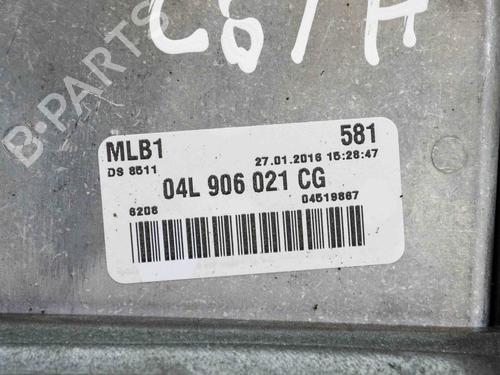 B-PARTS
MLB1 581
DS 8511 27.01.2016 15:28:47
04L 906 021 CG
6208 04519867